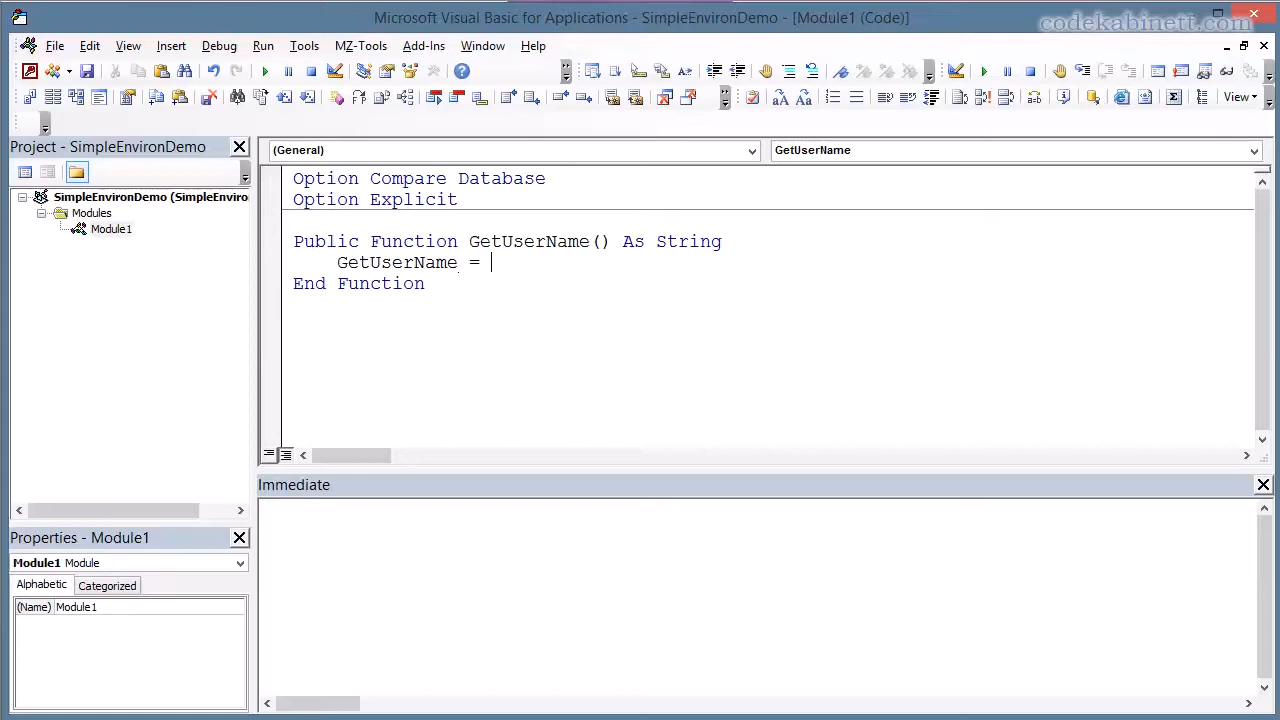 Microsoft Visual Basic for Applications - SimpleEnvironDemo - [Module1 (Code)]
codekabinett.com
File Edit View Insert Debug Run Tools MZ-Tools Add-Ins Window Help
View
Project - SimpleEnvironDemo
(General) GetUserName
SimpleEnvironDemo (SimpleEnviro
Modules
Module1
Option Compare Database
Option Explicit
Public Function GetUserName() As String
GetUserName =
End Function
Immediate
Properties - Module1
Module1 Module
Alphabetic Categorized
(Name) Module1